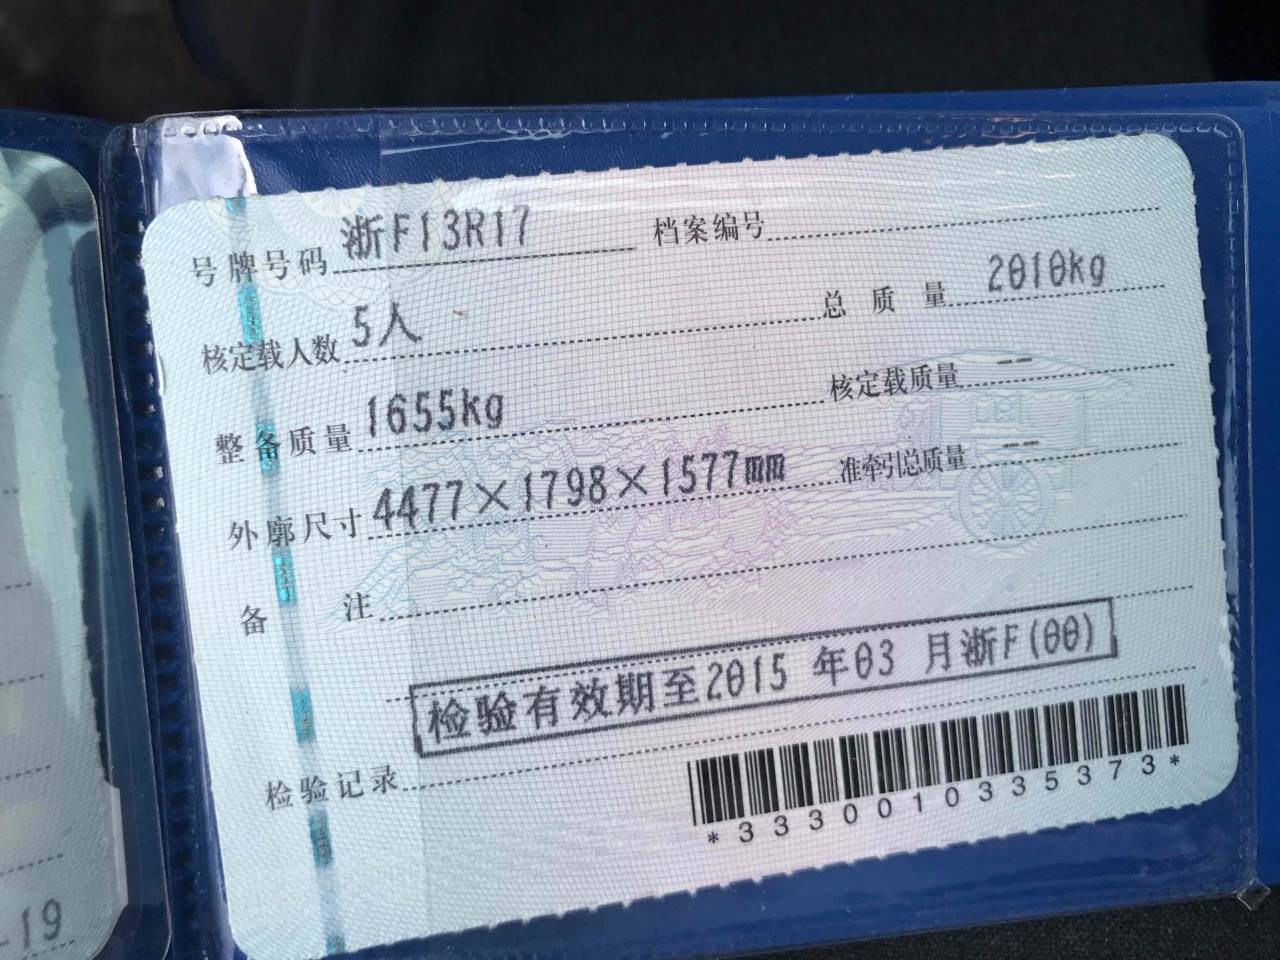 号牌号码 浙F13R17 档案编号
核定载人数 5人 总质量 2010kg
整备质量 1655kg 核定载质量 --
外廓尺寸 4477×1798×1577mm 准牵引总质量 --
备注
检验有效期至2015 年03 月浙F(00)
检验记录
*3330010335373*
-19